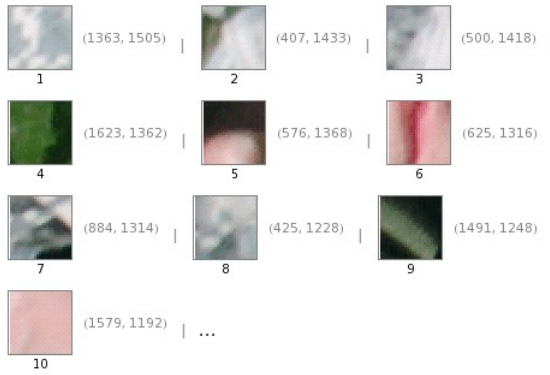 (1363, 1505) | (407, 1433) | (500, 1418)
1 2 3
(1623, 1362) | (576, 1368) | (625, 1316)
4 5 6
(884, 1314) | (425, 1228) | (1491, 1248)
7 8 9
(1579, 1192) | ...
10